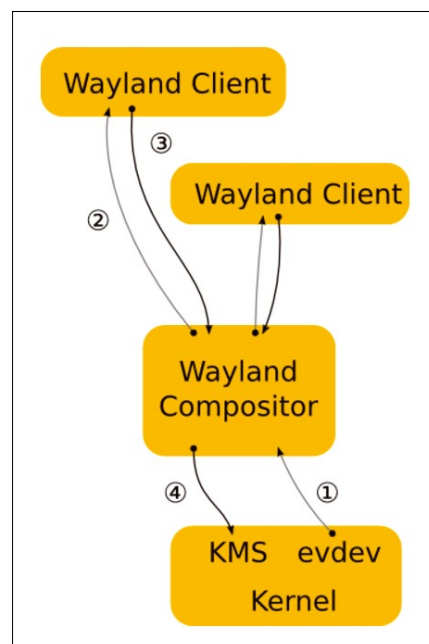 Wayland Client
③
Wayland Client
②
Wayland
Compositor
④
①
KMS evdev
Kernel